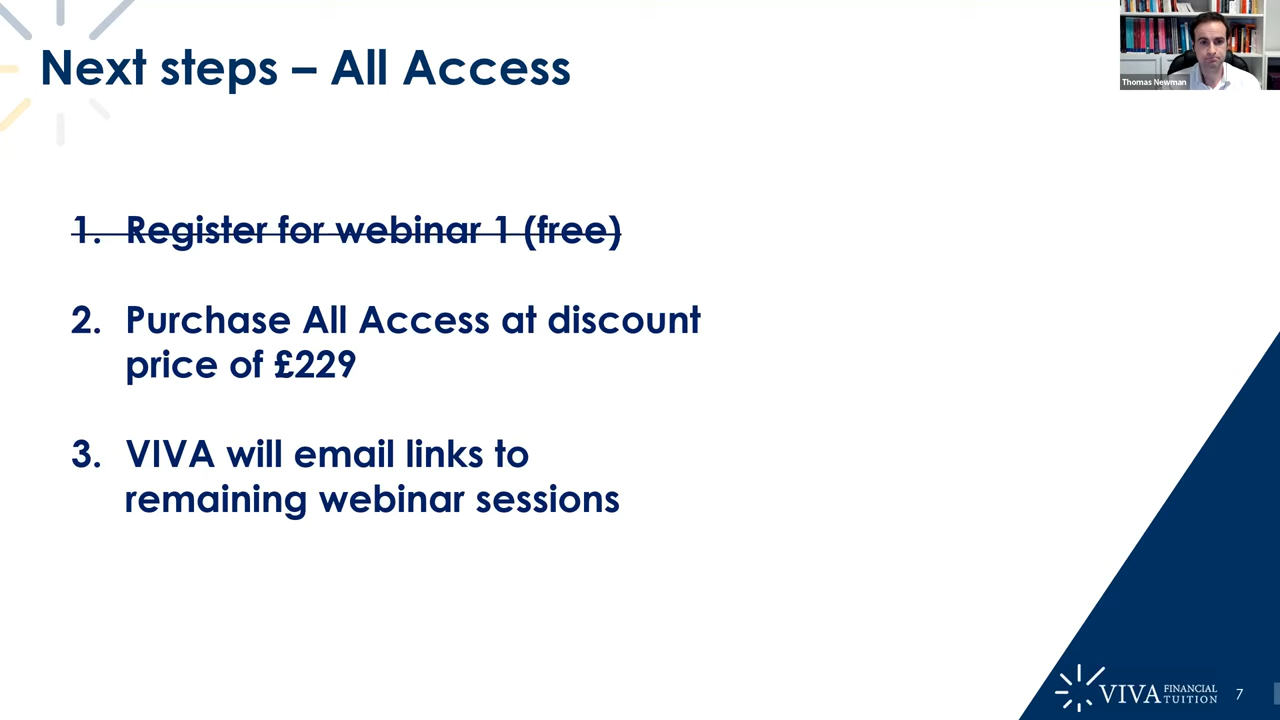 Next steps – All Access
Thomas Newman
1. Register for webinar 1 (free)
2. Purchase All Access at discount
price of £229
3. VIVA will email links to
remaining webinar sessions
VIVA FINANCIAL
TUITION
7